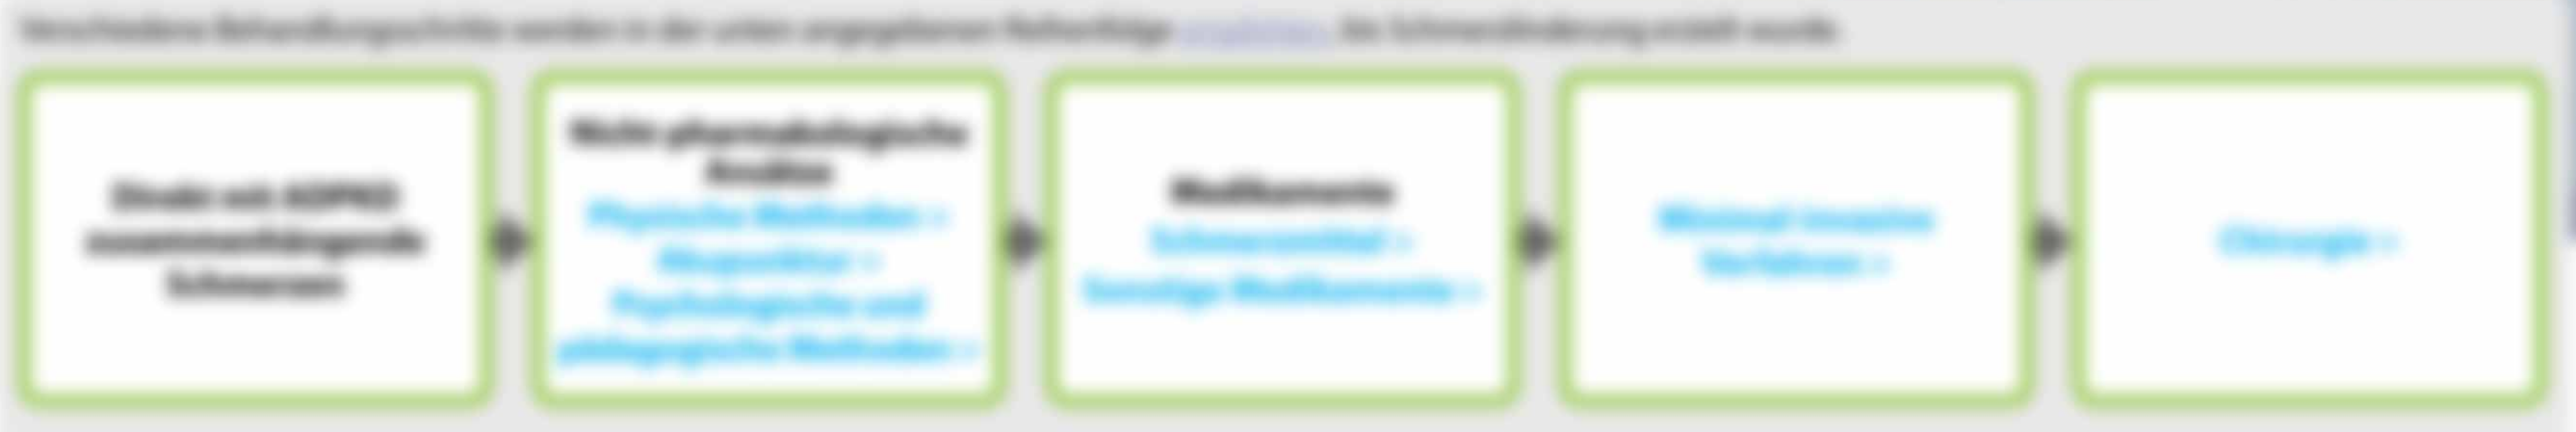 Verschiedene Behandlungsschritte werden in der unten angegebenen Reihenfolge empfohlen, bis Schmerzlinderung erzielt wurde.
Direkt mit ADPKD
zusammenhängende
Schmerzen
Nicht-pharmakologische
Ansätze
Physische Methoden >
Akupunktur >
Psychologische und
pädagogische Methoden >
Medikamente
Schmerzmittel >
Sonstige Medikamente >
Minimal-invasive
Verfahren >
Chirurgie >